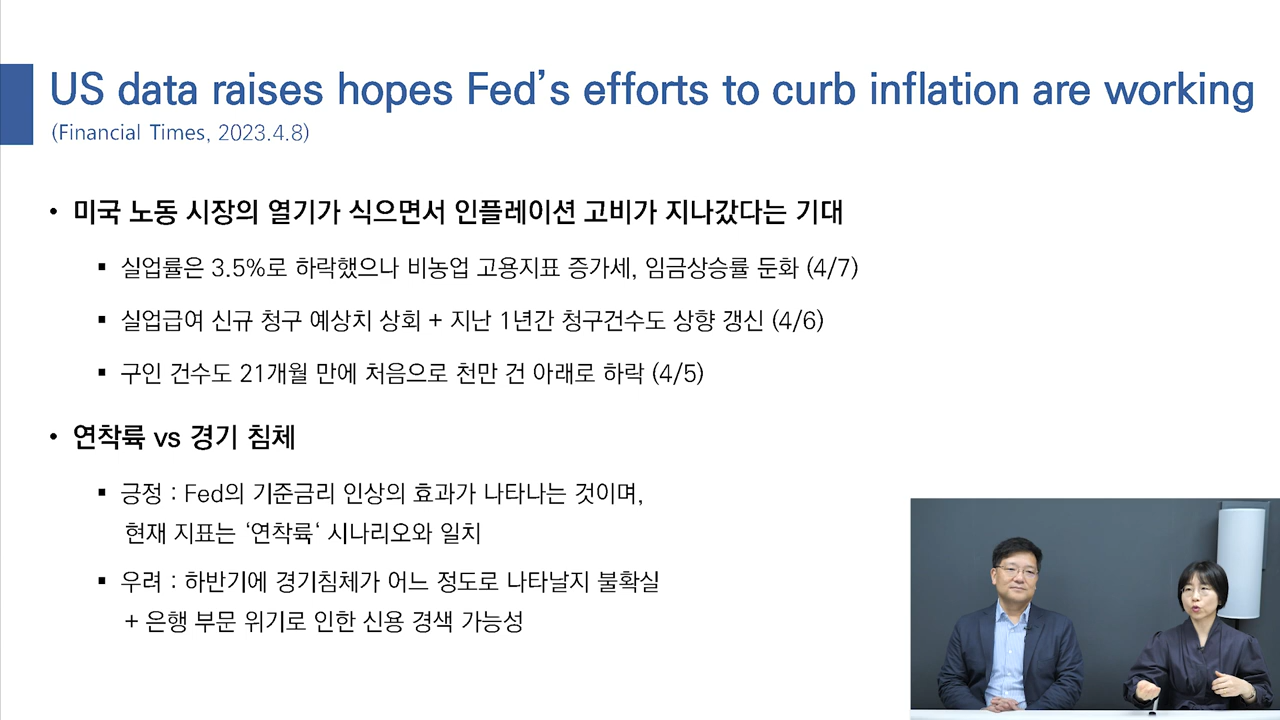 US data raises hopes Fed’s efforts to curb inflation are working
(Financial Times, 2023.4.8)
• 미국 노동 시장의 열기가 식으면서 인플레이션 고비가 지나갔다는 기대
▪ 실업률은 3.5%로 하락했으나 비농업 고용지표 증가세, 임금상승률 둔화 (4/7)
▪ 실업급여 신규 청구 예상치 상회 + 지난 1년간 청구건수도 상향 갱신 (4/6)
▪ 구인 건수도 21개월 만에 처음으로 천만 건 아래로 하락 (4/5)
• 연착륙 vs 경기 침체
▪ 긍정 : Fed의 기준금리 인상의 효과가 나타나는 것이며,
현재 지표는 ‘연착륙‘ 시나리오와 일치
▪ 우려 : 하반기에 경기침체가 어느 정도로 나타날지 불확실
+ 은행 부문 위기로 인한 신용 경색 가능성